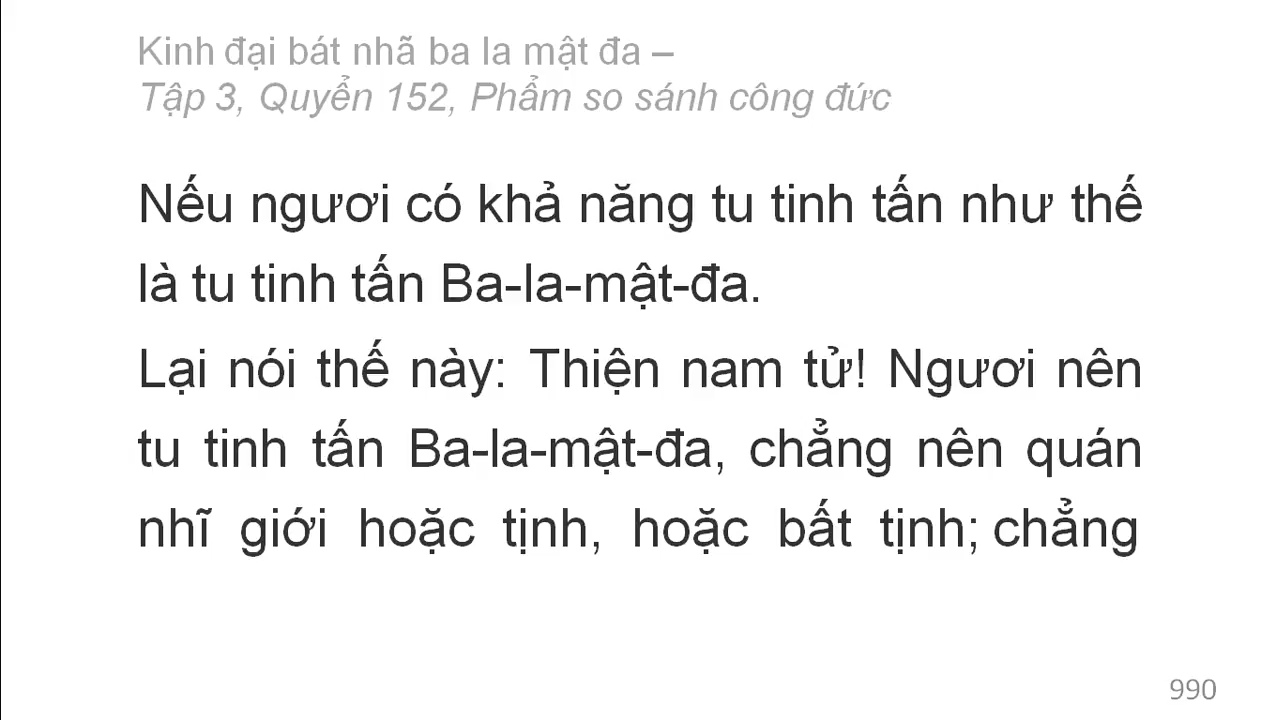 Kinh đại bát nhã ba la mật đa –
Tập 3, Quyển 152, Phẩm so sánh công đức
Nếu ngươi có khả năng tu tinh tấn như thế
là tu tinh tấn Ba-la-mật-đa.
Lại nói thế này: Thiện nam tử! Ngươi nên
tu tinh tấn Ba-la-mật-đa, chẳng nên quán
nhĩ giới hoặc tịnh, hoặc bất tịnh; chẳng
990